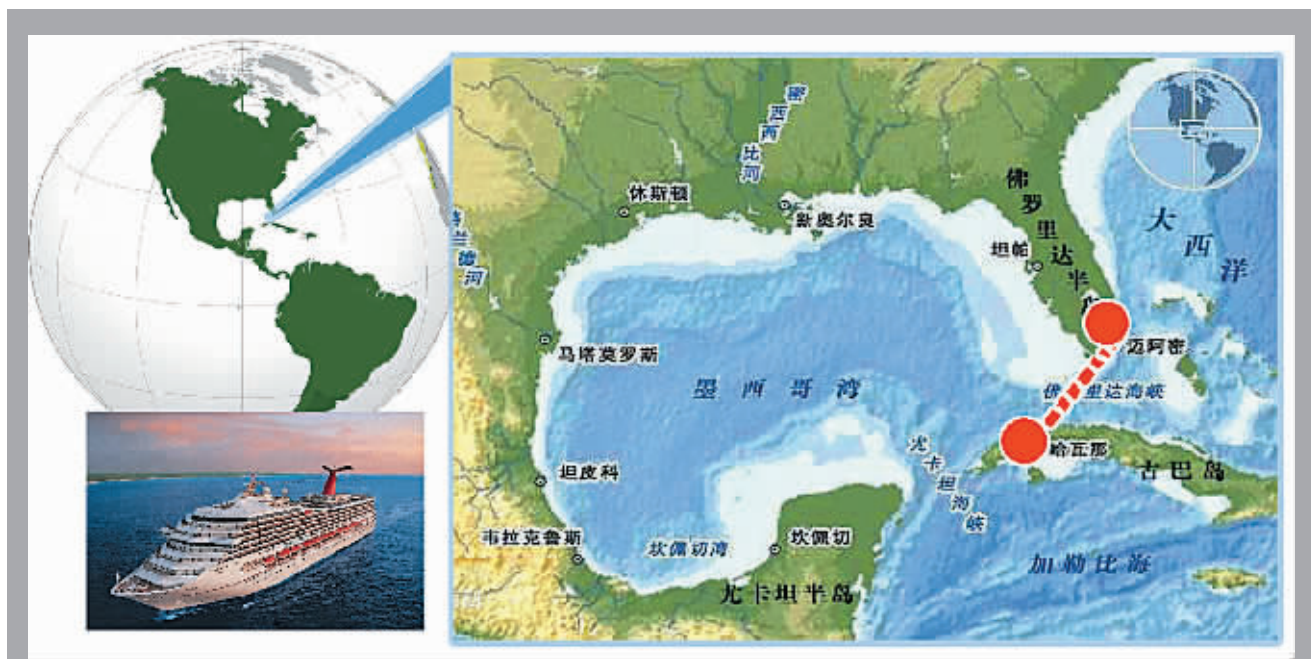 密西西比河
休斯顿
新奥尔良
佛罗里达半
大西洋
坦帕
兰德河
马塔莫罗斯
迈阿密
墨西哥湾
佛 里达海峡
哈瓦那
尤卡坦海峡
古巴岛
坦皮科
韦拉克鲁斯
坎佩切湾
坎佩切
加勒比海
尤卡坦半岛